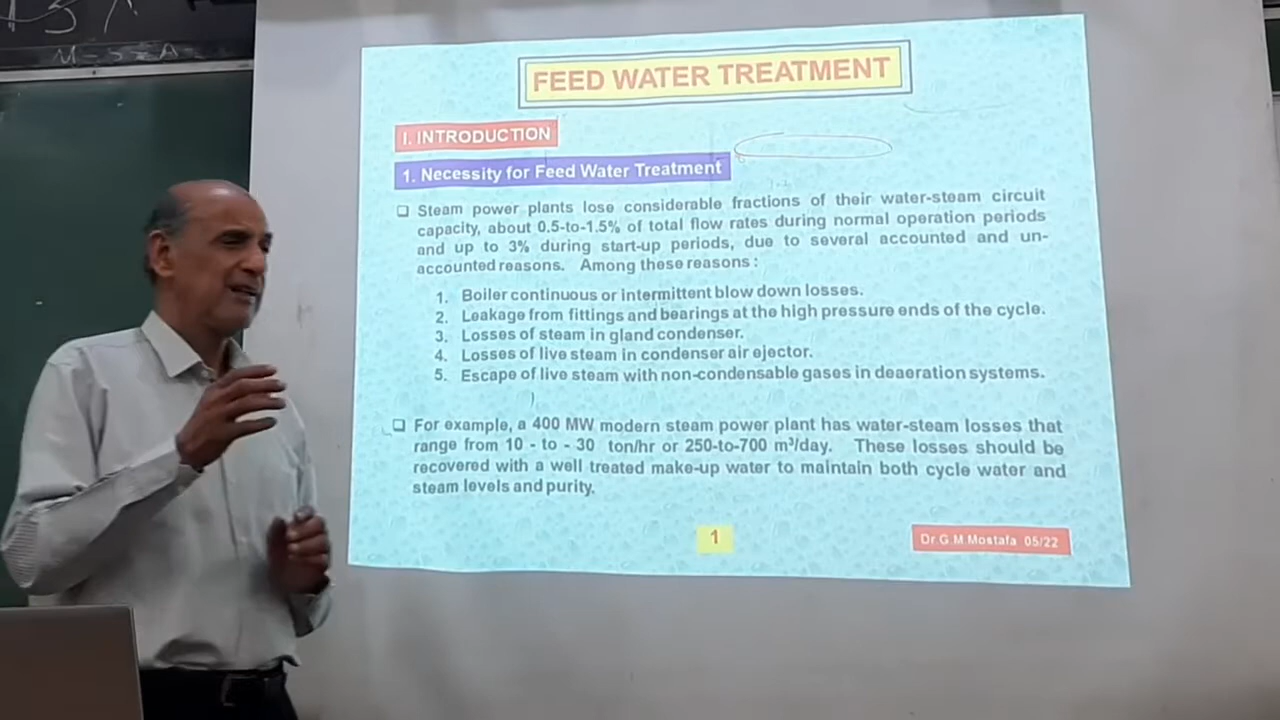 FEED WATER TREATMENT
I. INTRODUCTION
1. Necessity for Feed Water Treatment
❑ Steam power plants lose considerable fractions of their water-steam circuit
capacity, about 0.5-to-1.5% of total flow rates during normal operation periods
and up to 3% during start-up periods, due to several accounted and un-
accounted reasons. Among these reasons :
1. Boiler continuous or intermittent blow down losses.
2. Leakage from fittings and bearings at the high pressure ends of the cycle.
3. Losses of steam in gland condenser.
4. Losses of live steam in condenser air ejector.
5. Escape of live steam with non-condensable gases in deaeration systems.
❑ For example, a 400 MW modern steam power plant has water-steam losses that
range from 10 - to - 30 ton/hr or 250-to-700 m³/day. These losses should be
recovered with a well treated make-up water to maintain both cycle water and
steam levels and purity.
1
Dr G M Mostafa 05/22